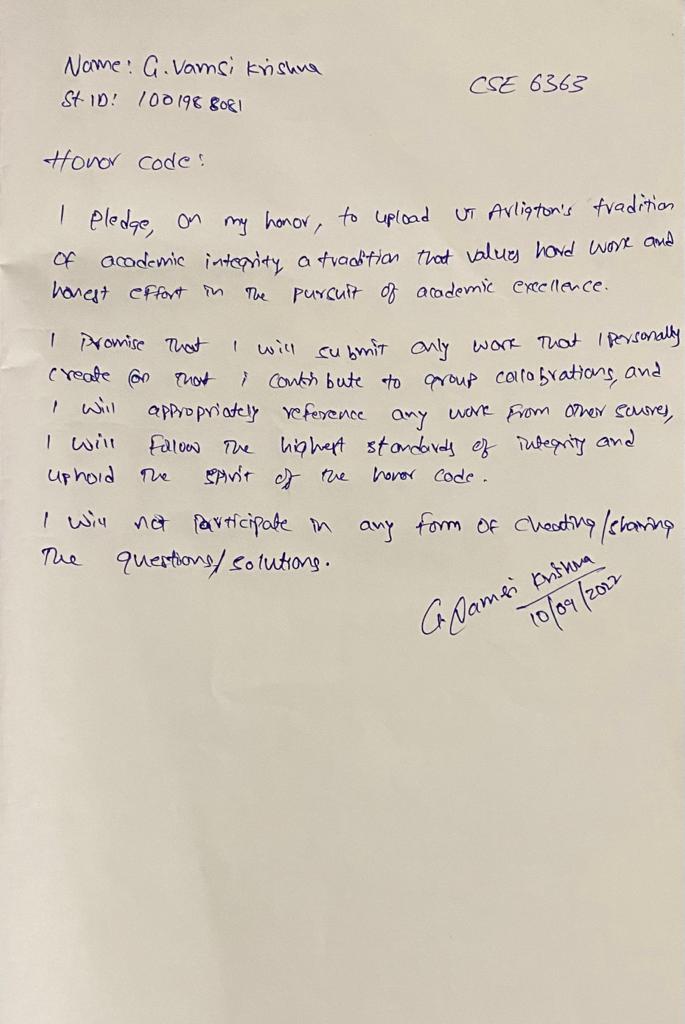 Name: G. Vamsi Krishna
CSE 6363
St ID: 100198 8081
Honor code:
I pledge, on my honor, to upload UT Arligton's tradition
of academic integrity, a tradition that values hard work and
honest effort in the pursuit of academic excellence.
I Promise that I will submit only work that I personally
create (or that i contribute to group collobrations, and
I will appropriately reference any work from other sources,
I will follow the highest standards of integrity and
uphold the spirit of the honor code.
I will not participate in any form of cheating/sharing
The questions/solutions.
G. Vamsi Krishna
10/09/2022